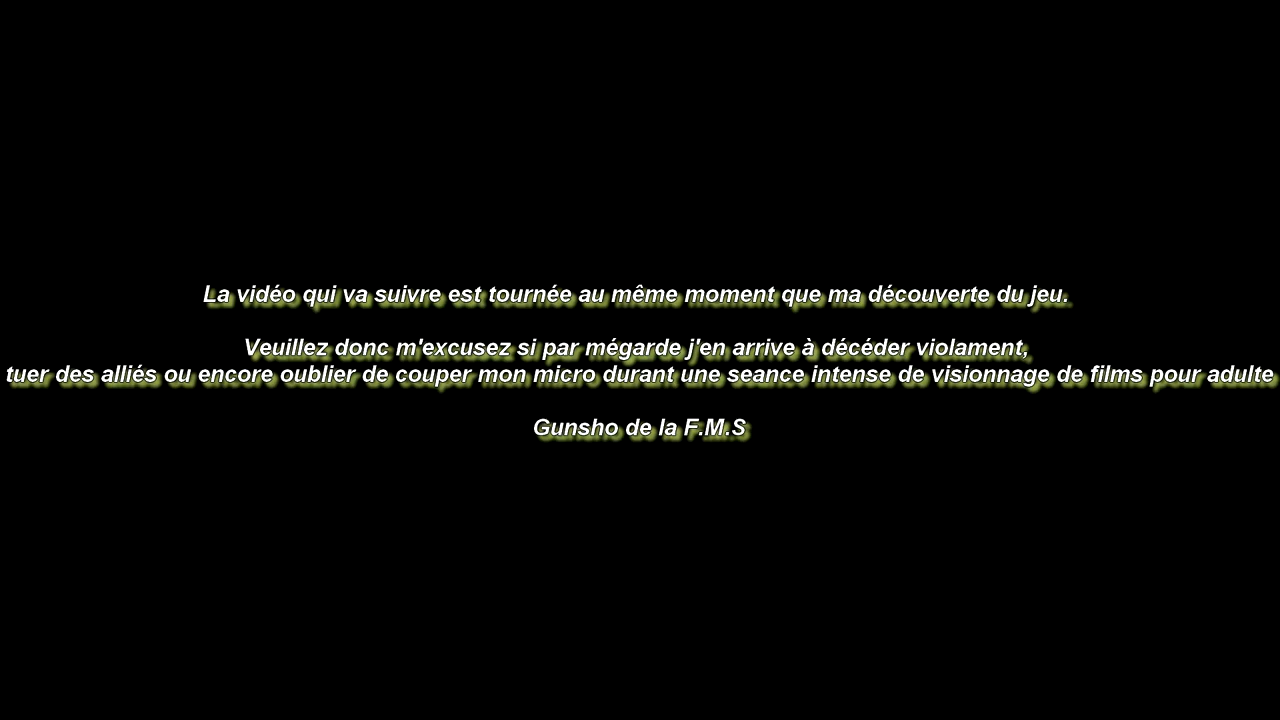 La vidéo qui va suivre est tournée au même moment que ma découverte du jeu.
Veuillez donc m'excusez si par mégarde j'en arrive à décéder violament,
tuer des alliés ou encore oublier de couper mon micro durant une seance intense de visionnage de films pour adulte
Gunsho de la F.M.S